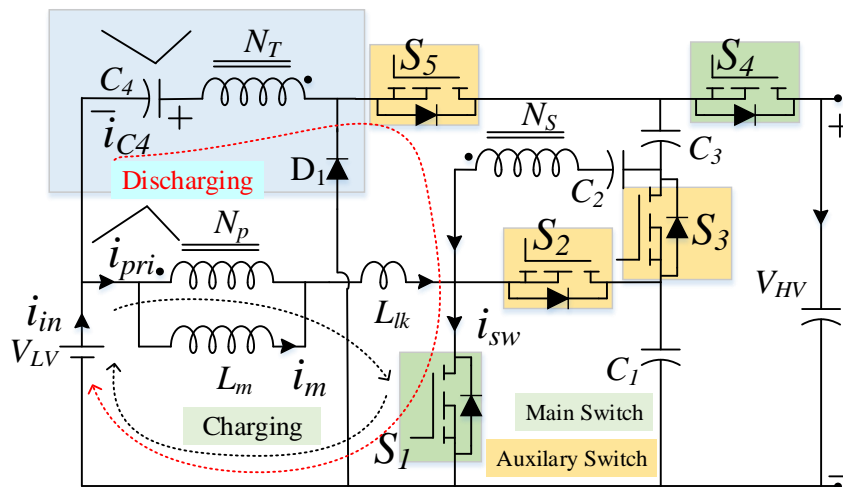 N_T
S_5
S_4
C_4
+
+
i_C4
N_S
C_3
D_1
C_2
Discharging
N_p
S_2
S_3
i_pri
V_HV
i_in
L_lk
i_sw
V_LV
L_m
i_m
C_1
Main Switch
Charging
S_1
Auxilary Switch